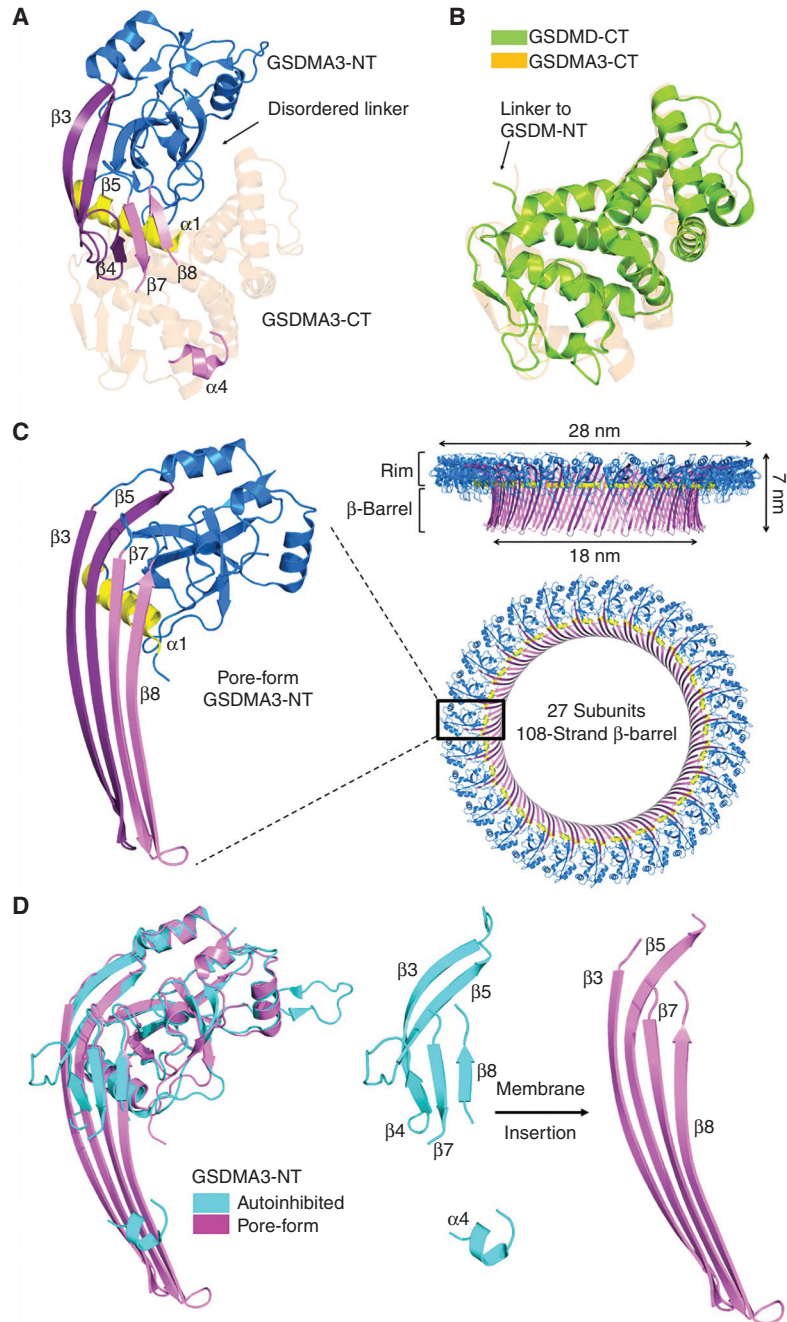 A
GSDMA3-NT
Disordered linker
β3
β5
α1
β4
β8
β7
GSDMA3-CT
α4
B
GSDMD-CT
GSDMA3-CT
Linker to
GSDM-NT
C
β3
β5
β7
α1
β8
Pore-form
GSDMA3-NT
28 nm
Rim
β-Barrel
7 nm
18 nm
27 Subunits
108-Strand β-barrel
D
GSDMA3-NT
Autoinhibited
Pore-form
β3
β5
β8
β4
β7
α4
Membrane
Insertion
β3
β5
β7
β8